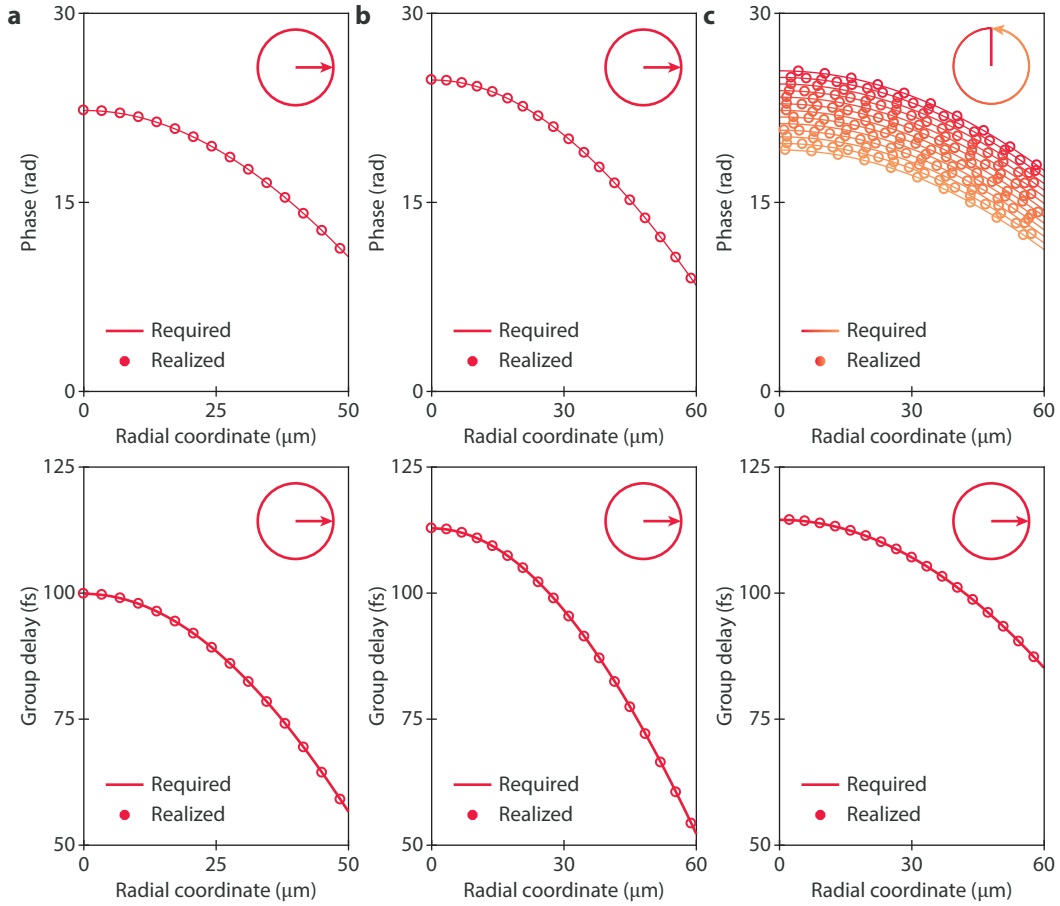 a
30
15
0
Phase (rad)
Required
Realized
0
25
50
Radial coordinate (μm)
b
30
15
0
Phase (rad)
Required
Realized
0
30
60
Radial coordinate (μm)
c
30
15
0
Phase (rad)
Required
Realized
0
30
60
Radial coordinate (μm)
125
100
75
50
Group delay (fs)
Required
Realized
0
25
50
Radial coordinate (μm)
125
100
75
50
Group delay (fs)
Required
Realized
0
30
60
Radial coordinate (μm)
125
100
75
50
Group delay (fs)
Required
Realized
0
30
60
Radial coordinate (μm)